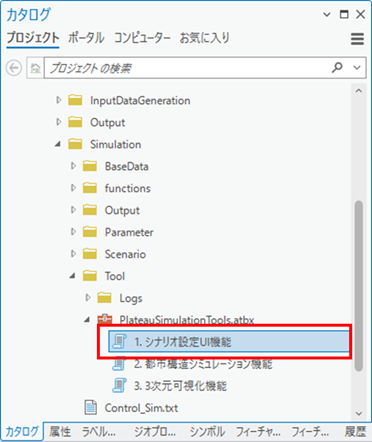 カタログ
プロジェクト ポータル コンピューター お気に入り
プロジェクトの検索
InputDataGeneration
Output
Simulation
BaseData
functions
Output
Parameter
Scenario
Tool
Logs
PlateauSimulationTools.atbx
1. シナリオ設定UI機能
2. 都市構造シミュレーション機能
3. 3次元可視化機能
Control_Sim.txt
カタログ 属性 ラベル... ジオプロ... シンボル フィーチャ... フィーチ... 履歴